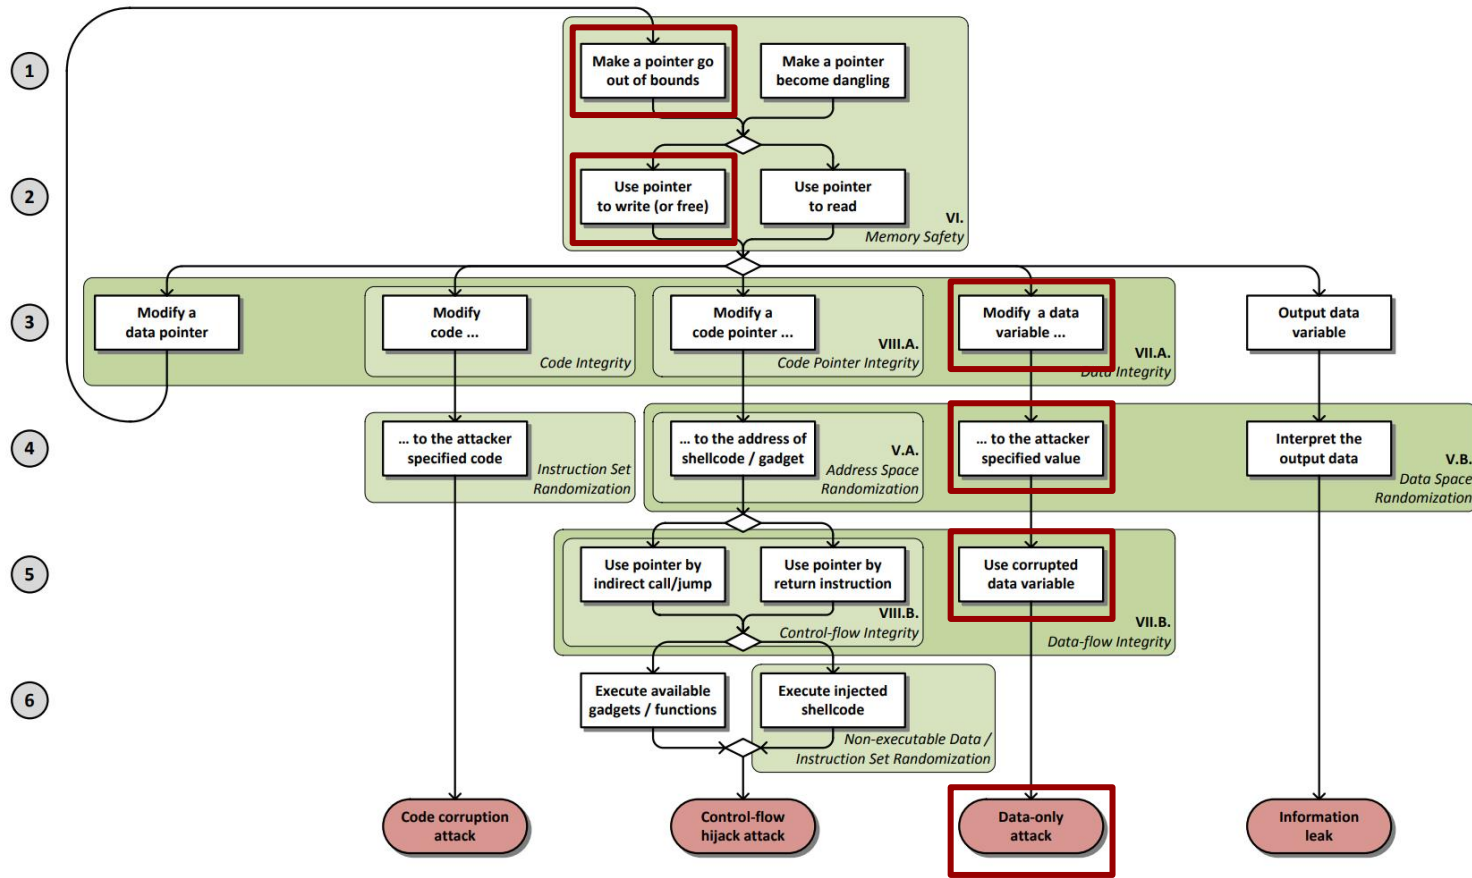 1
Make a pointer go
out of bounds
Make a pointer
become dangling
2
Use pointer
to write (or free)
Use pointer
to read
VI.
Memory Safety
3
Modify a
data pointer
Modify
code ...
Code Integrity
Modify a
code pointer ...
VIII.A.
Code Pointer Integrity
Modify a data
variable ...
VII.A.
Data Integrity
Output data
variable
4
... to the attacker
specified code
Instruction Set
Randomization
... to the address of
shellcode / gadget
V.A.
Address Space
Randomization
... to the attacker
specified value
Interpret the
output data
V.B.
Data Space
Randomization
5
Use pointer by
indirect call/jump
Use pointer by
return instruction
VIII.B.
Control-flow Integrity
Use corrupted
data variable
VII.B.
Data-flow Integrity
6
Execute available
gadgets / functions
Execute injected
shellcode
Non-executable Data /
Instruction Set Randomization
Code corruption
attack
Control-flow
hijack attack
Data-only
attack
Information
leak